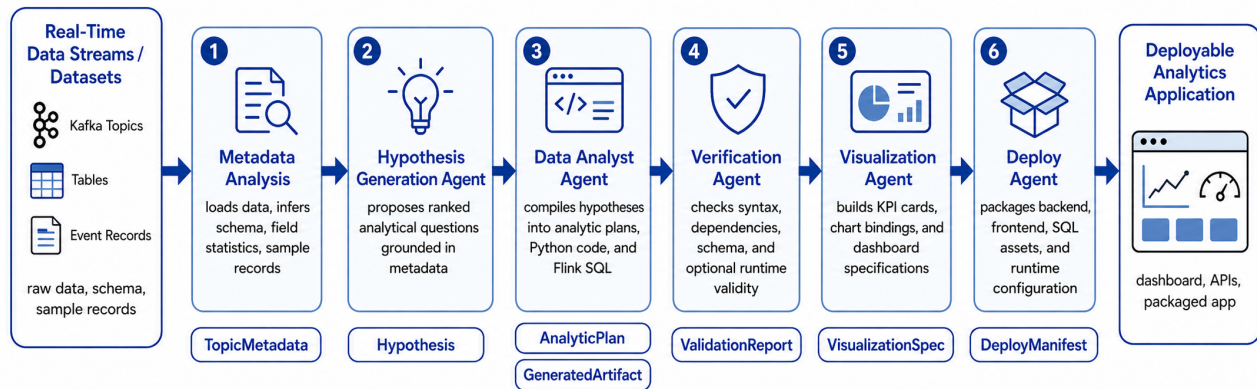 Real-Time
Data Streams /
Datasets
Kafka Topics
Tables
Event Records
raw data, schema,
sample records
1
Metadata
Analysis
loads data, infers
schema, field
statistics, sample
records
TopicMetadata
2
Hypothesis
Generation Agent
proposes ranked
analytical questions
grounded in
metadata
Hypothesis
3
</>
Data Analyst
Agent
compiles hypotheses
into analytic plans,
Python code, and
Flink SQL
AnalyticPlan
GeneratedArtifact
4
Verification
Agent
checks syntax,
dependencies,
schema, and
optional runtime
validity
ValidationReport
5
Visualization
Agent
builds KPI cards,
chart bindings, and
dashboard
specifications
VisualizationSpec
6
Deploy
Agent
packages backend,
frontend, SQL
assets, and
runtime
configuration
DeployManifest
Deployable
Analytics
Application
dashboard, APIs,
packaged app